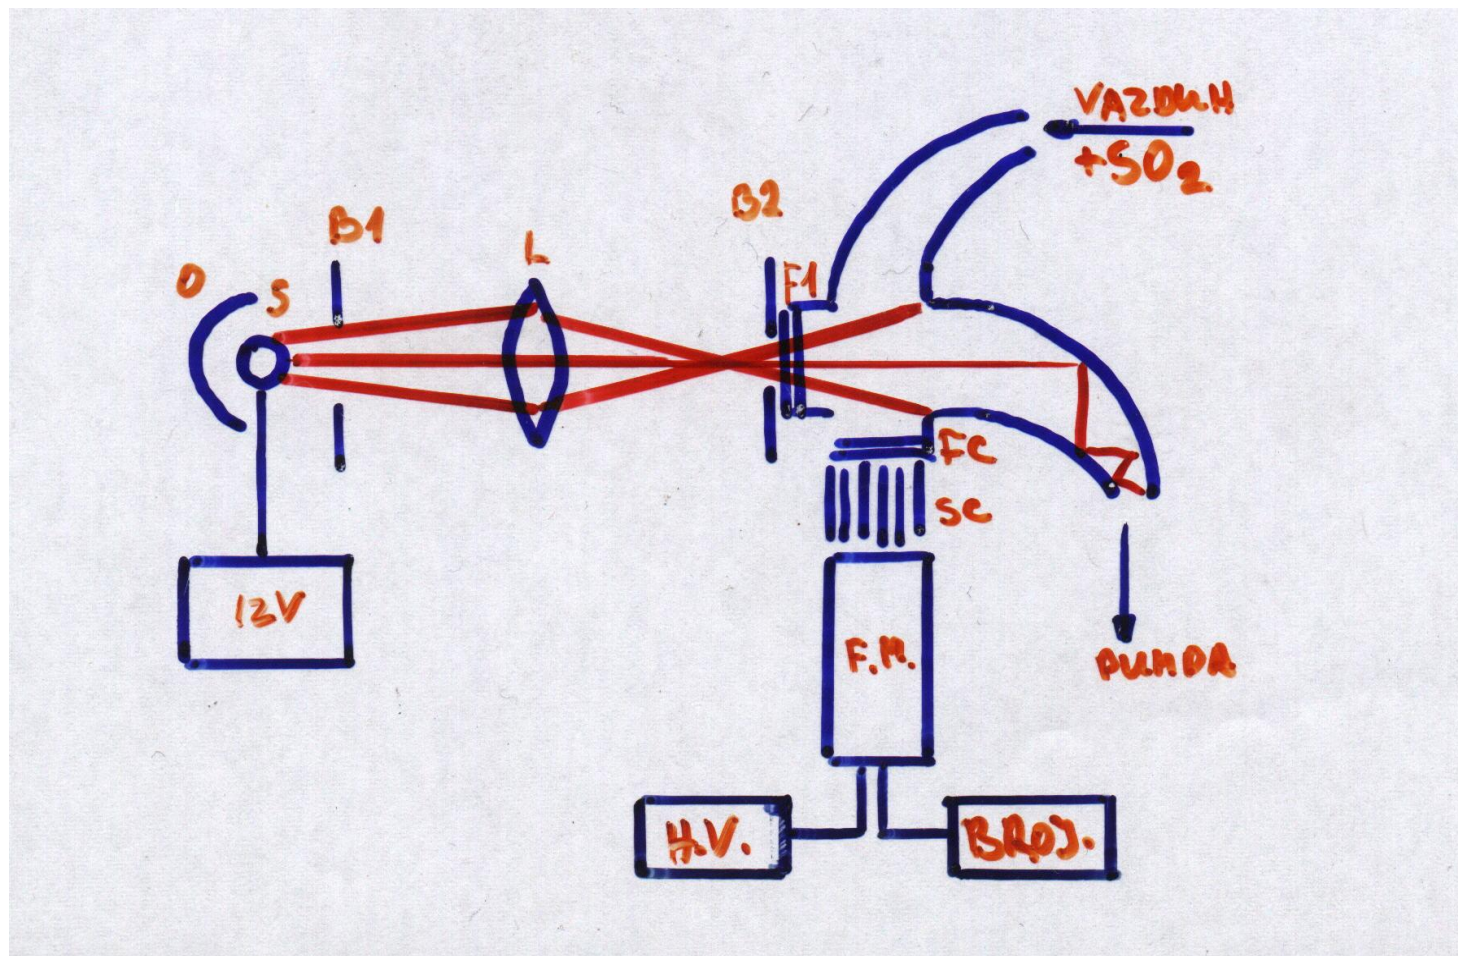 VAZDUH
+SO2
B2
B1
L
O
S
F1
FC
SC
12V
F.M.
PUMPA
H.V.
BROJ.